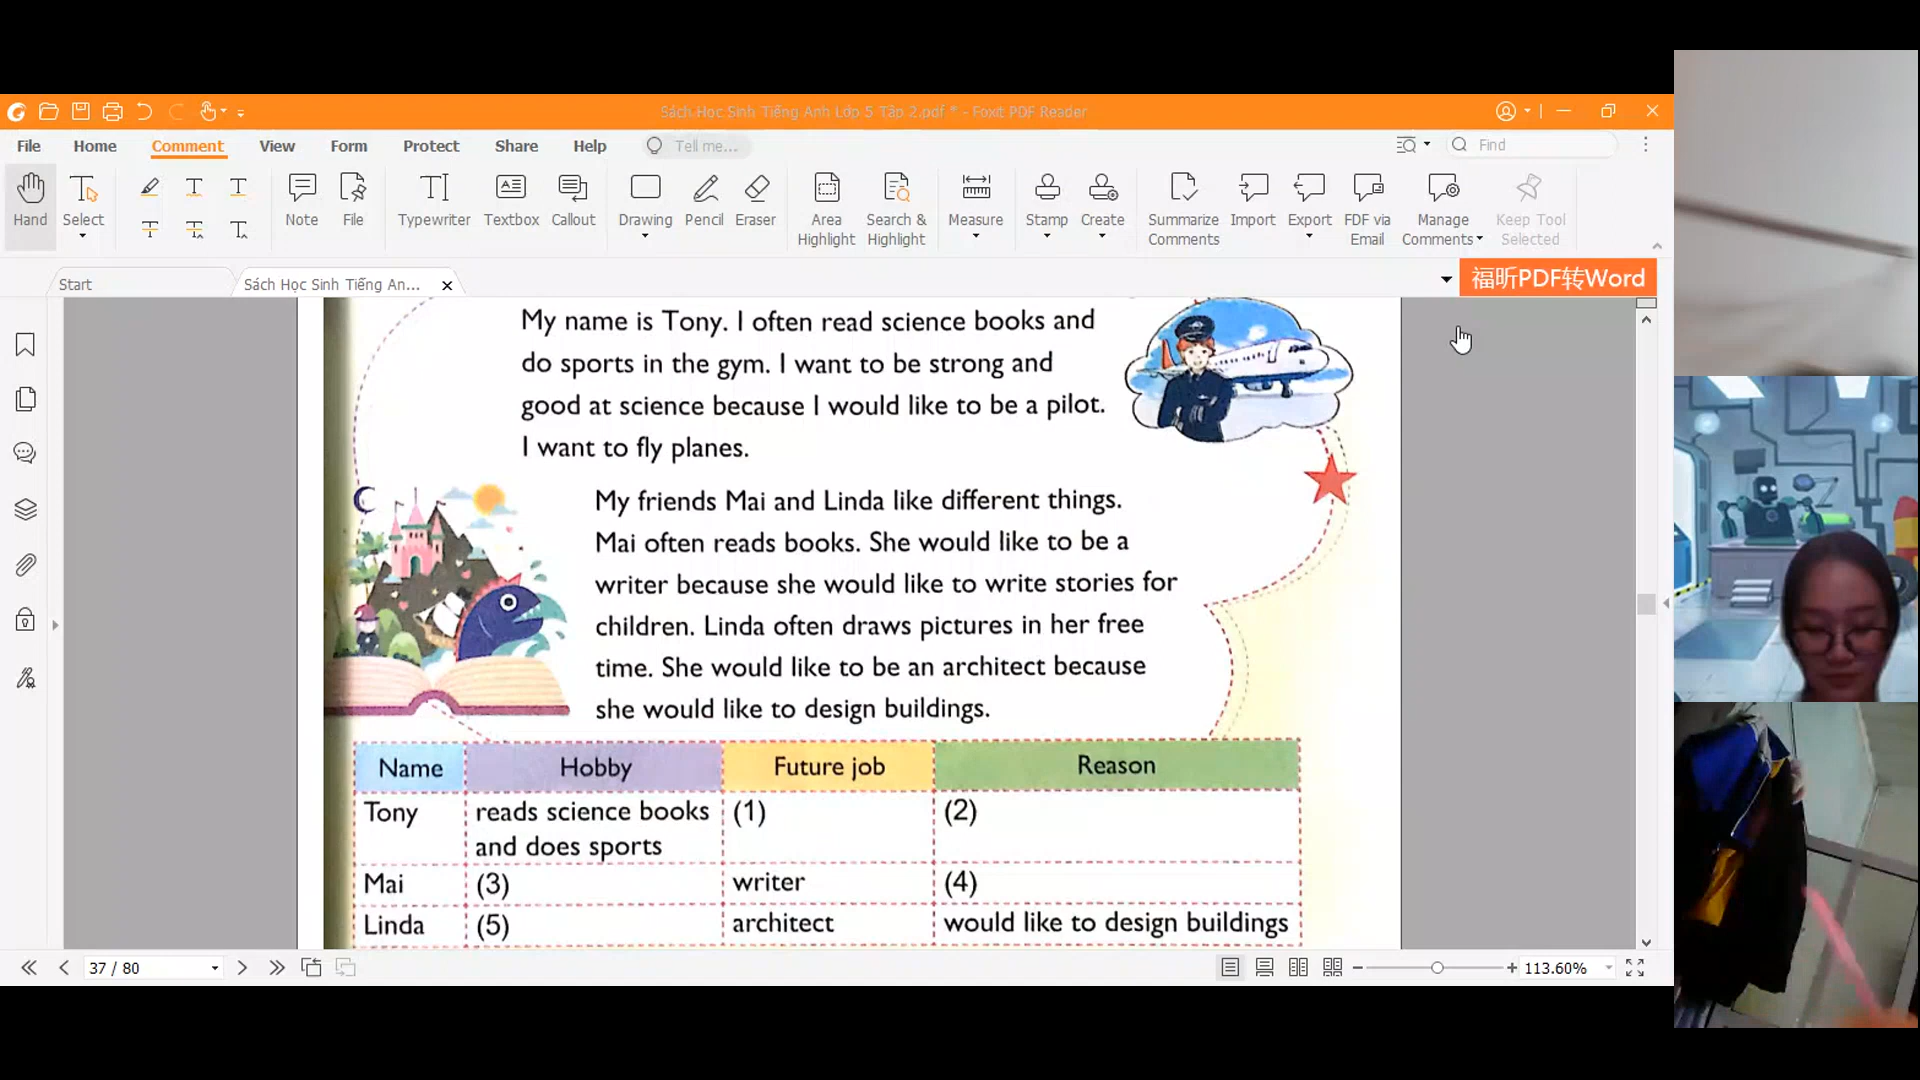 Sách Học Sinh Tiếng Anh Lớp 5 Tập 2.pdf * - Foxit PDF Reader
File Home Comment View Form Protect Share Help Tell me... Find
Hand Select Note File Typewriter Textbox Callout Drawing Pencil Eraser Area Highlight Search & Highlight Measure Stamp Create Summarize Comments Import Export FDF via Email Manage Comments Keep Tool Selected
Start Sách Học Sinh Tiếng An... 福昕PDF转Word
My name is Tony. I often read science books and
do sports in the gym. I want to be strong and
good at science because I would like to be a pilot.
I want to fly planes.
My friends Mai and Linda like different things.
Mai often reads books. She would like to be a
writer because she would like to write stories for
children. Linda often draws pictures in her free
time. She would like to be an architect because
she would like to design buildings.
Name Hobby Future job Reason
Tony reads science books (1) (2)
and does sports
Mai (3) writer (4)
Linda (5) architect would like to design buildings
37 / 80 113.60%